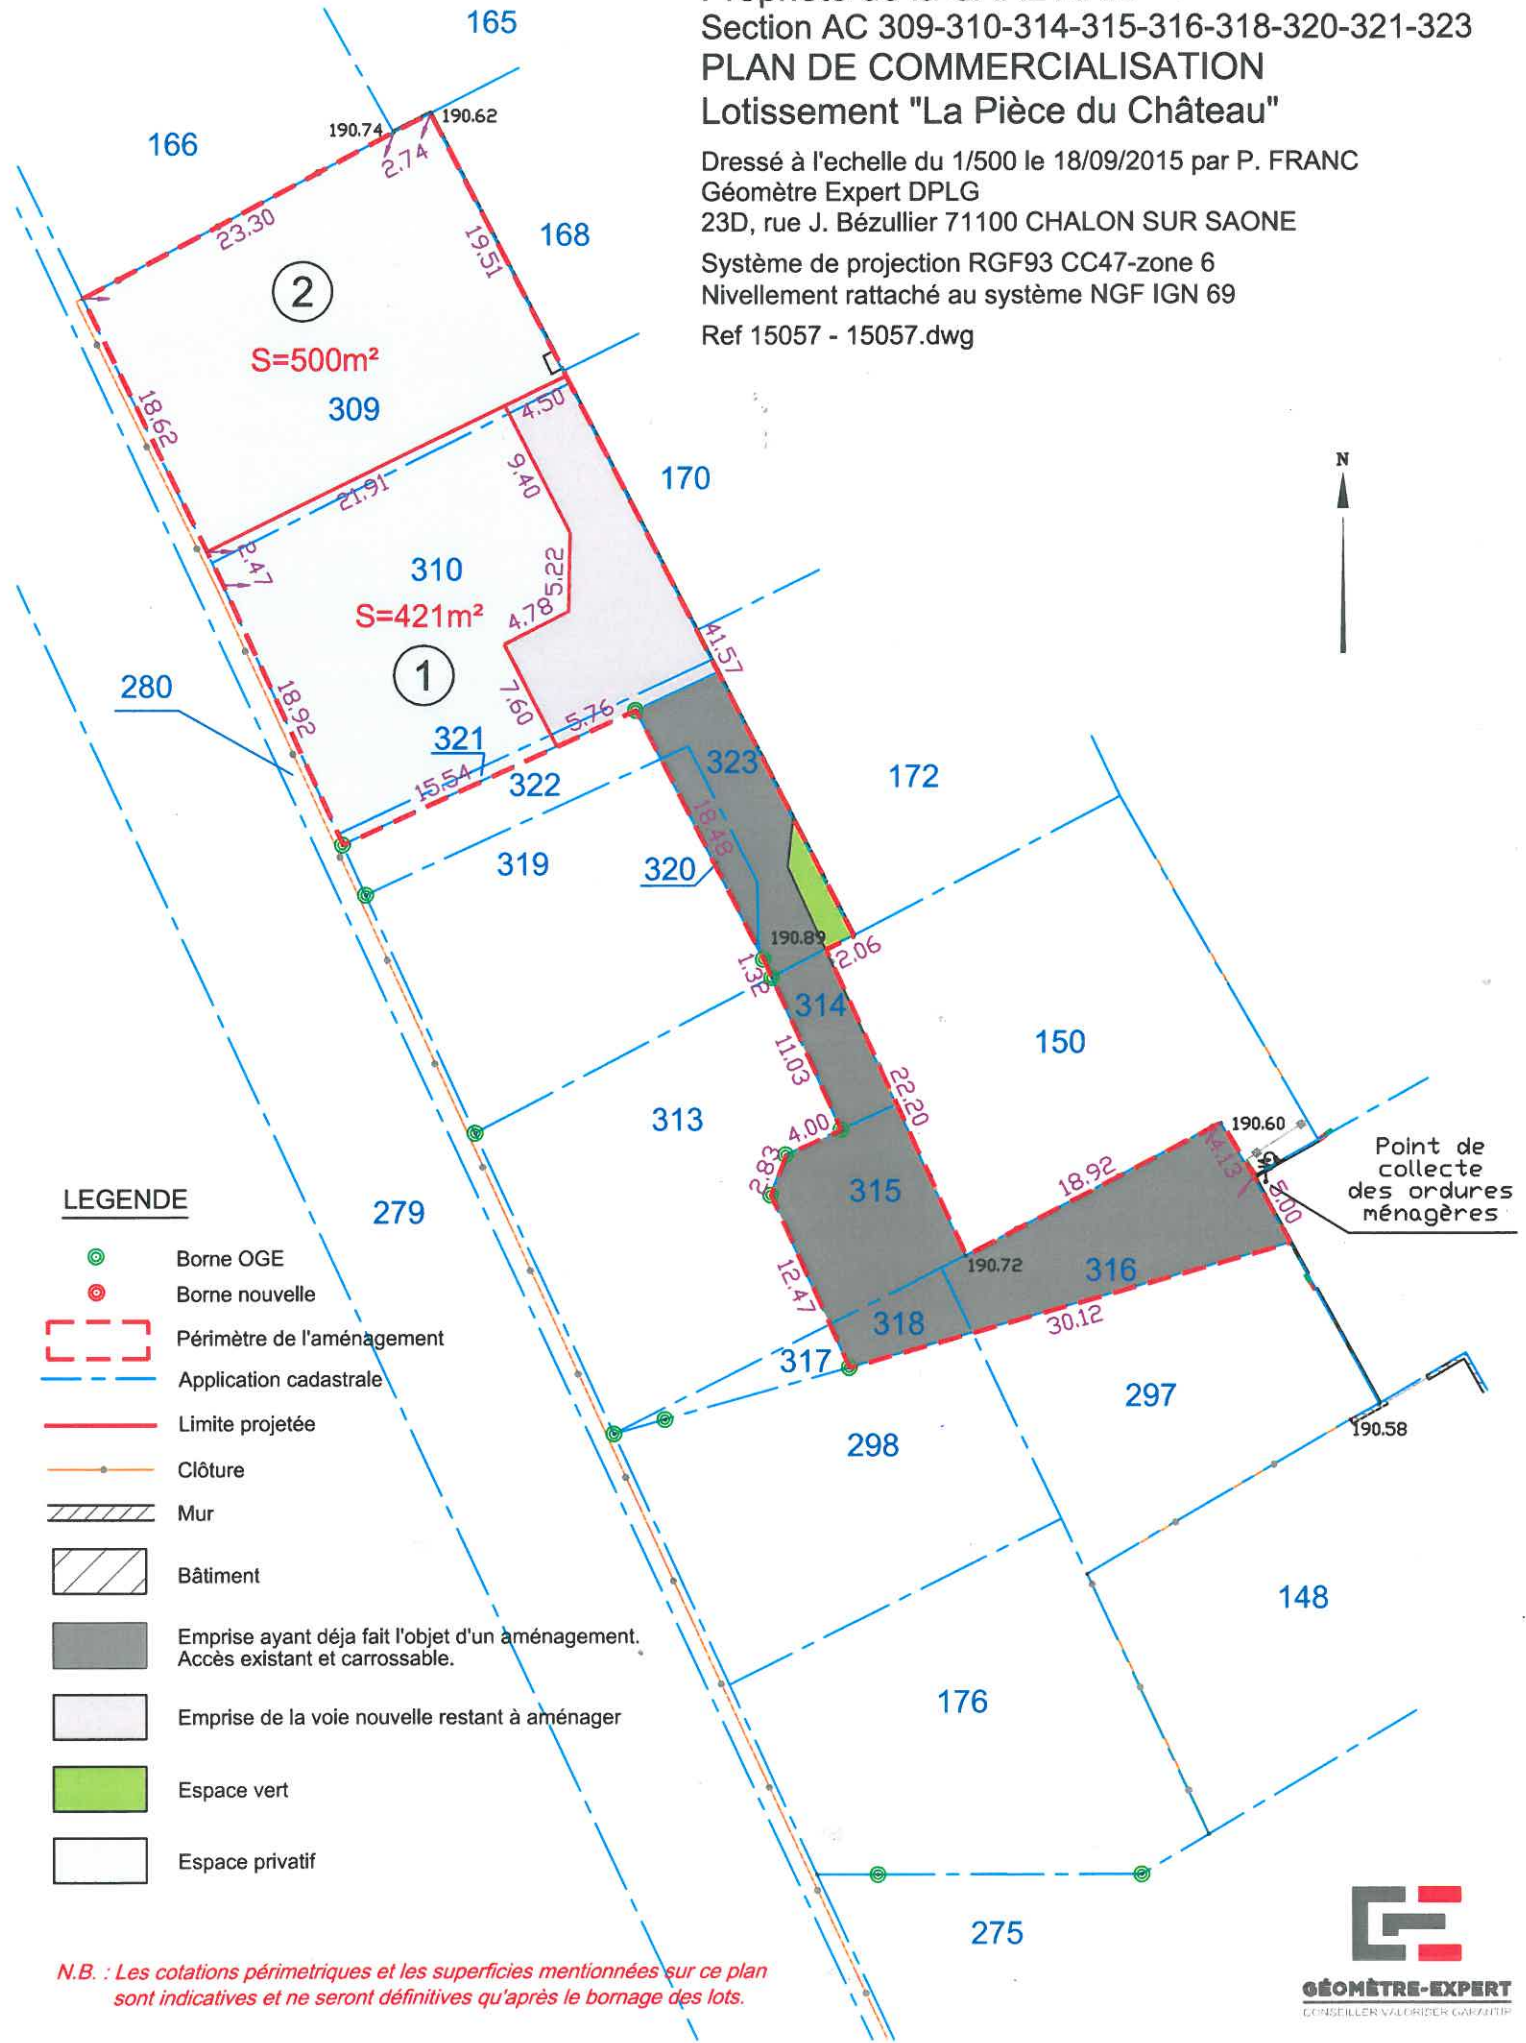 Section AC 309-310-314-315-316-318-320-321-323
PLAN DE COMMERCIALISATION
Lotissement "La Pièce du Château"
Dressé à l'echelle du 1/500 le 18/09/2015 par P. FRANC
Géomètre Expert DPLG
23D, rue J. Bézullier 71100 CHALON SUR SAONE
Système de projection RGF93 CC47-zone 6
Nivellement rattaché au système NGF IGN 69
Ref 15057 - 15057.dwg
165
166
190.74
190.62
2.74
23.30
19.51
168
2
S=500m²
309
18.62
4.50
21.91
9.40
170
N
2.47
310
5.22
S=421m²
4.78
1
41.57
280
18.92
7.60
5.76
321
15.54
322
323
172
18.48
319
320
190.89
2.06
1.32
314
150
11.03
22.20
313
4.00
190.60
2.83
18.92
4.13
5.00
Point de
collecte
des ordures
ménagères
315
279
190.72
316
12.47
318
30.12
317
297
298
190.58
148
176
275
LEGENDE
Borne OGE
Borne nouvelle
Périmètre de l'aménagement
Application cadastrale
Limite projetée
Clôture
Mur
Bâtiment
Emprise ayant déja fait l'objet d'un aménagement.
Accès existant et carrossable.
Emprise de la voie nouvelle restant à aménager
Espace vert
Espace privatif
N.B. : Les cotations périmetriques et les superficies mentionnées sur ce plan
sont indicatives et ne seront définitives qu'après le bornage des lots.
GÉOMÈTRE-EXPERT
CONSEILLER VALORISER GARANTIR